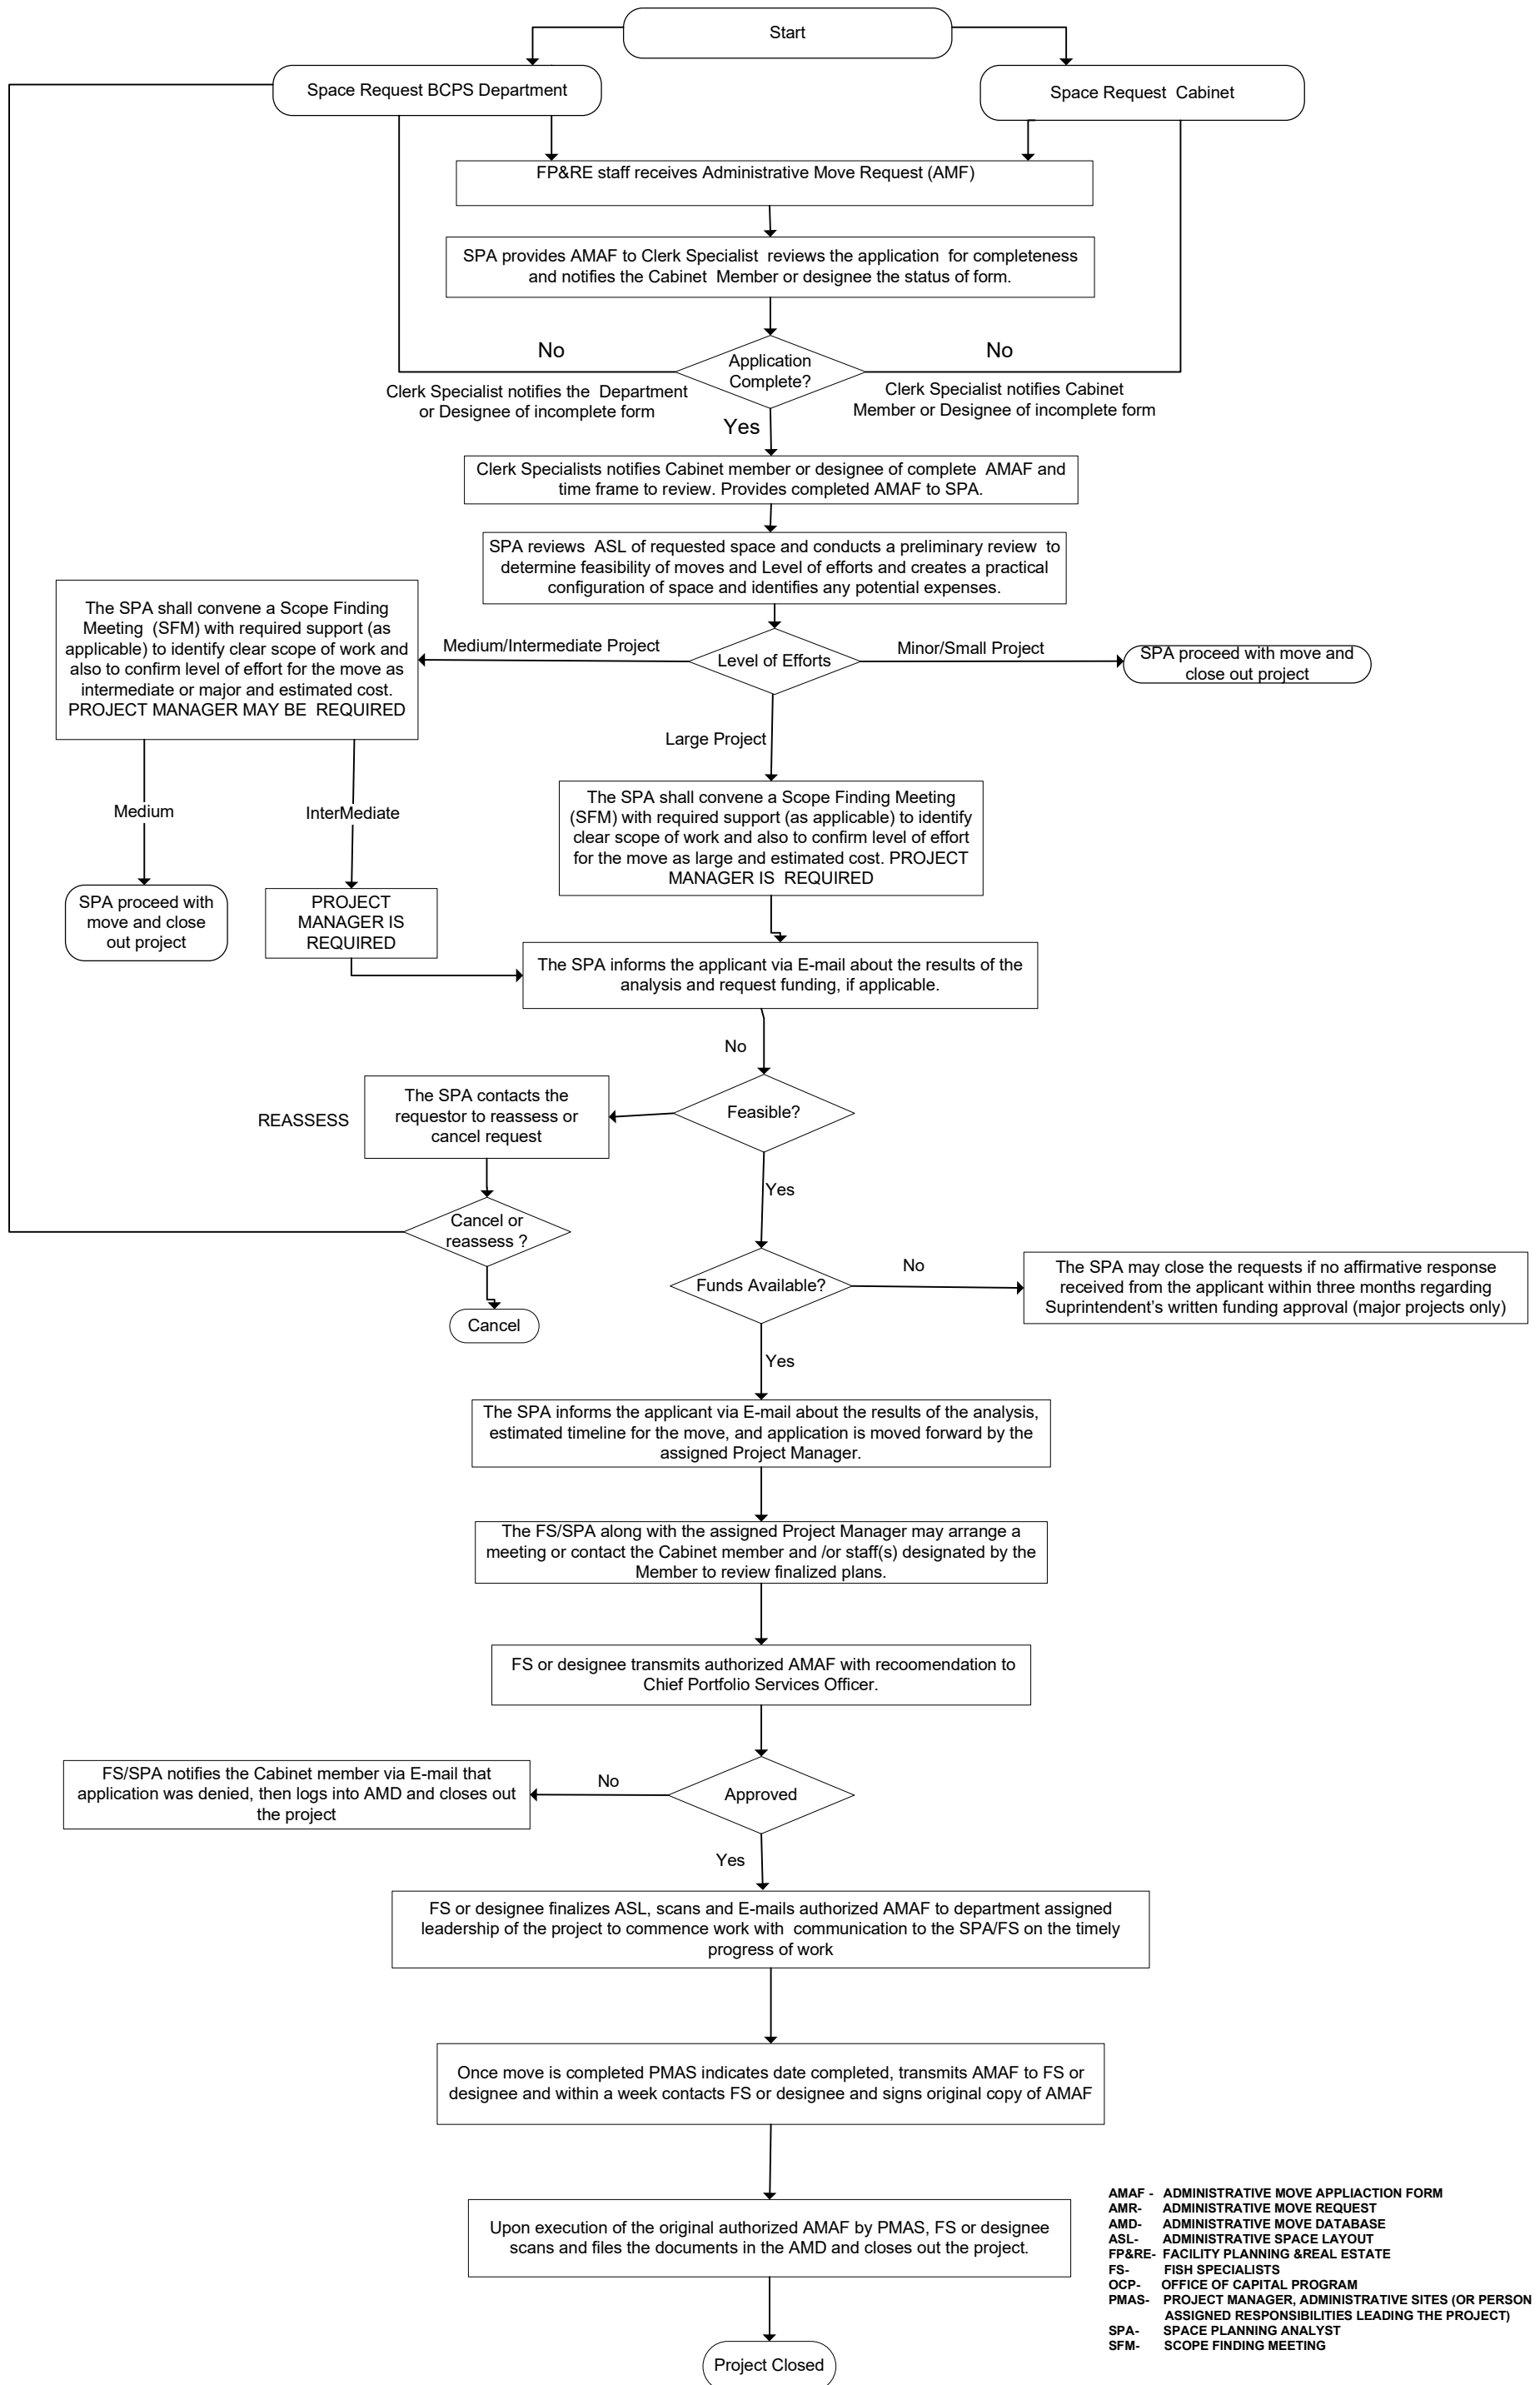 Start
Space Request BCPS Department
Space Request Cabinet
FP&RE staff receives Administrative Move Request (AMF)
SPA provides AMAF to Clerk Specialist reviews the application for completeness
and notifies the Cabinet Member or designee the status of form.
No
No
Application
Complete?
Clerk Specialist notifies the Department
or Designee of incomplete form
Clerk Specialist notifies Cabinet
Member or Designee of incomplete form
Yes
Clerk Specialists notifies Cabinet member or designee of complete AMAF and
time frame to review. Provides completed AMAF to SPA.
SPA reviews ASL of requested space and conducts a preliminary review to
determine feasibility of moves and Level of efforts and creates a practical
configuration of space and identifies any potential expenses.
The SPA shall convene a Scope Finding
Meeting (SFM) with required support (as
applicable) to identify clear scope of work and
also to confirm level of effort for the move as
intermediate or major and estimated cost.
PROJECT MANAGER MAY BE REQUIRED
Medium/Intermediate Project
Level of Efforts
Minor/Small Project
SPA proceed with move and
close out project
Large Project
The SPA shall convene a Scope Finding Meeting
(SFM) with required support (as applicable) to identify
clear scope of work and also to confirm level of effort
for the move as large and estimated cost. PROJECT
MANAGER IS REQUIRED
Medium
InterMediate
SPA proceed with
move and close
out project
PROJECT
MANAGER IS
REQUIRED
The SPA informs the applicant via E-mail about the results of the
analysis and request funding, if applicable.
No
The SPA contacts the
requestor to reassess or
cancel request
REASSESS
Feasible?
Yes
Cancel or
reassess ?
Cancel
Funds Available?
No
The SPA may close the requests if no affirmative response
received from the applicant within three months regarding
Suprintendent's written funding approval (major projects only)
Yes
The SPA informs the applicant via E-mail about the results of the analysis,
estimated timeline for the move, and application is moved forward by the
assigned Project Manager.
The FS/SPA along with the assigned Project Manager may arrange a
meeting or contact the Cabinet member and /or staff(s) designated by the
Member to review finalized plans.
FS or designee transmits authorized AMAF with recoomendation to
Chief Portfolio Services Officer.
FS/SPA notifies the Cabinet member via E-mail that
application was denied, then logs into AMD and closes out
the project
No
Approved
Yes
FS or designee finalizes ASL, scans and E-mails authorized AMAF to department assigned
leadership of the project to commence work with communication to the SPA/FS on the timely
progress of work
Once move is completed PMAS indicates date completed, transmits AMAF to FS or
designee and within a week contacts FS or designee and signs original copy of AMAF
Upon execution of the original authorized AMAF by PMAS, FS or designee
scans and files the documents in the AMD and closes out the project.
Project Closed
AMAF - ADMINISTRATIVE MOVE APPLIACTION FORM
AMR- ADMINISTRATIVE MOVE REQUEST
AMD- ADMINISTRATIVE MOVE DATABASE
ASL- ADMINISTRATIVE SPACE LAYOUT
FP&RE- FACILITY PLANNING &REAL ESTATE
FS- FISH SPECIALISTS
OCP- OFFICE OF CAPITAL PROGRAM
PMAS- PROJECT MANAGER, ADMINISTRATIVE SITES (OR PERSON
ASSIGNED RESPONSIBILITIES LEADING THE PROJECT)
SPA- SPACE PLANNING ANALYST
SFM- SCOPE FINDING MEETING